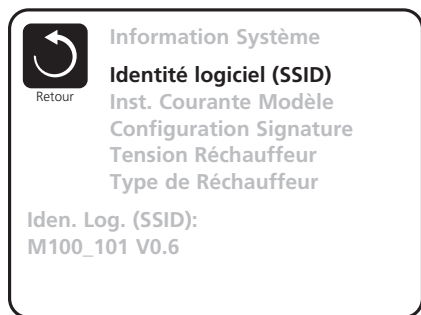 Information Système
Retour
Identité logiciel (SSID)
Inst. Courante Modèle
Configuration Signature
Tension Réchauffeur
Type de Réchauffeur
Iden. Log. (SSID):
M100_101 V0.6